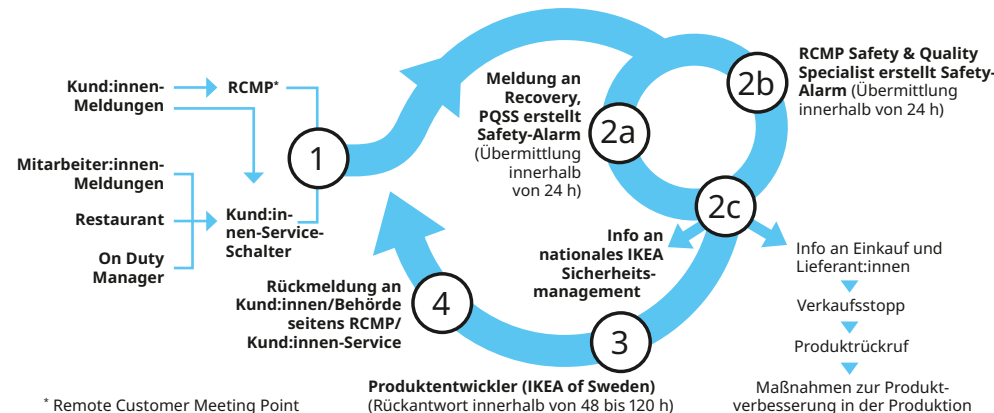 Kund:innen-
Meldungen
RCMP*
Mitarbeiter:innen-
Meldungen
Restaurant
On Duty
Manager
Kund:in-
nen-Service-
Schalter
1
Meldung an
Recovery,
PQSS erstellt
Safety-Alarm
(Übermittlung
innerhalb
von 24 h)
2a
2b
RCMP Safety & Quality
Specialist erstellt Safety-
Alarm (Übermittlung
innerhalb von 24 h)
2c
Info an
nationales IKEA
Sicherheits-
management
Info an Einkauf und
Lieferant:innen
Verkaufsstopp
Produktrückruf
Maßnahmen zur Produkt-
verbesserung in der Produktion
3
Produktentwickler (IKEA of Sweden)
(Rückantwort innerhalb von 48 bis 120 h)
4
Rückmeldung an
Kund:innen/Behörde
seitens RCMP/
Kund:innen-Service
* Remote Customer Meeting Point